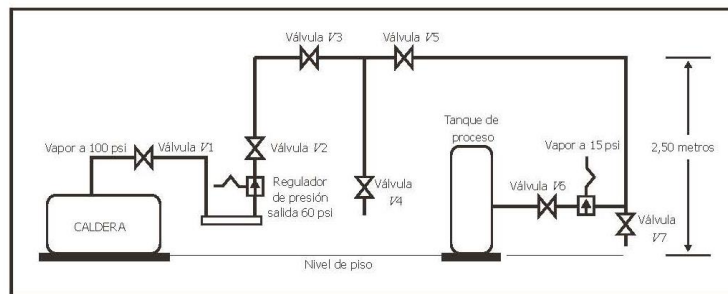 Válvula V3
Válvula V5
Tanque de
proceso
Vapor a 15 psi
2,50 metros
Vapor a 100 psi
Válvula V1
Válvula V2
Regulador
de presión
salida 60 psi
Válvula
V4
Válvula V6
Válvula
V7
CALDERA
Nivel de piso